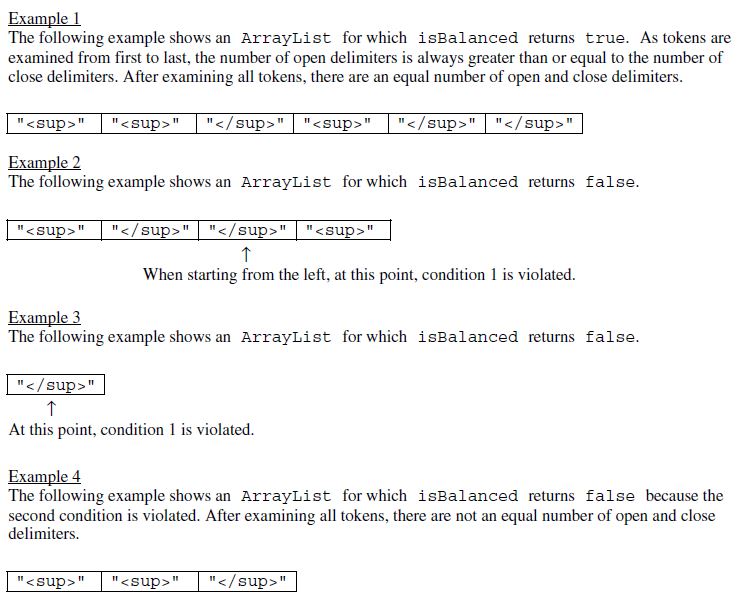 Example 1
The following example shows an ArrayList for which isBalanced returns true. As tokens are
examined from first to last, the number of open delimiters is always greater than or equal to the number of
close delimiters. After examining all tokens, there are an equal number of open and close delimiters.
"<sup>" "<sup>" "</sup>" "<sup>" "</sup>" "</sup>"
Example 2
The following example shows an ArrayList for which isBalanced returns false.
"<sup>" "</sup>" "</sup>" "<sup>"
↑
When starting from the left, at this point, condition 1 is violated.
Example 3
The following example shows an ArrayList for which isBalanced returns false.
"</sup>"
↑
At this point, condition 1 is violated.
Example 4
The following example shows an ArrayList for which isBalanced returns false because the
second condition is violated. After examining all tokens, there are not an equal number of open and close
delimiters.
"<sup>" "<sup>" "</sup>"